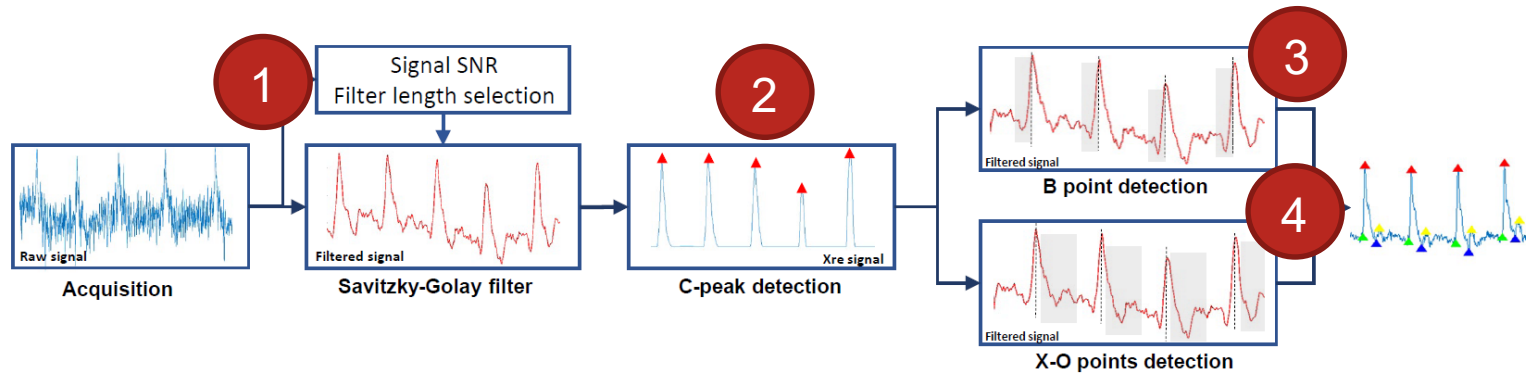 1
Signal SNR
Filter length selection
Raw signal
Acquisition
Filtered signal
Savitzky-Golay filter
2
Xre signal
C-peak detection
3
Filtered signal
B point detection
4
Filtered signal
X-O points detection